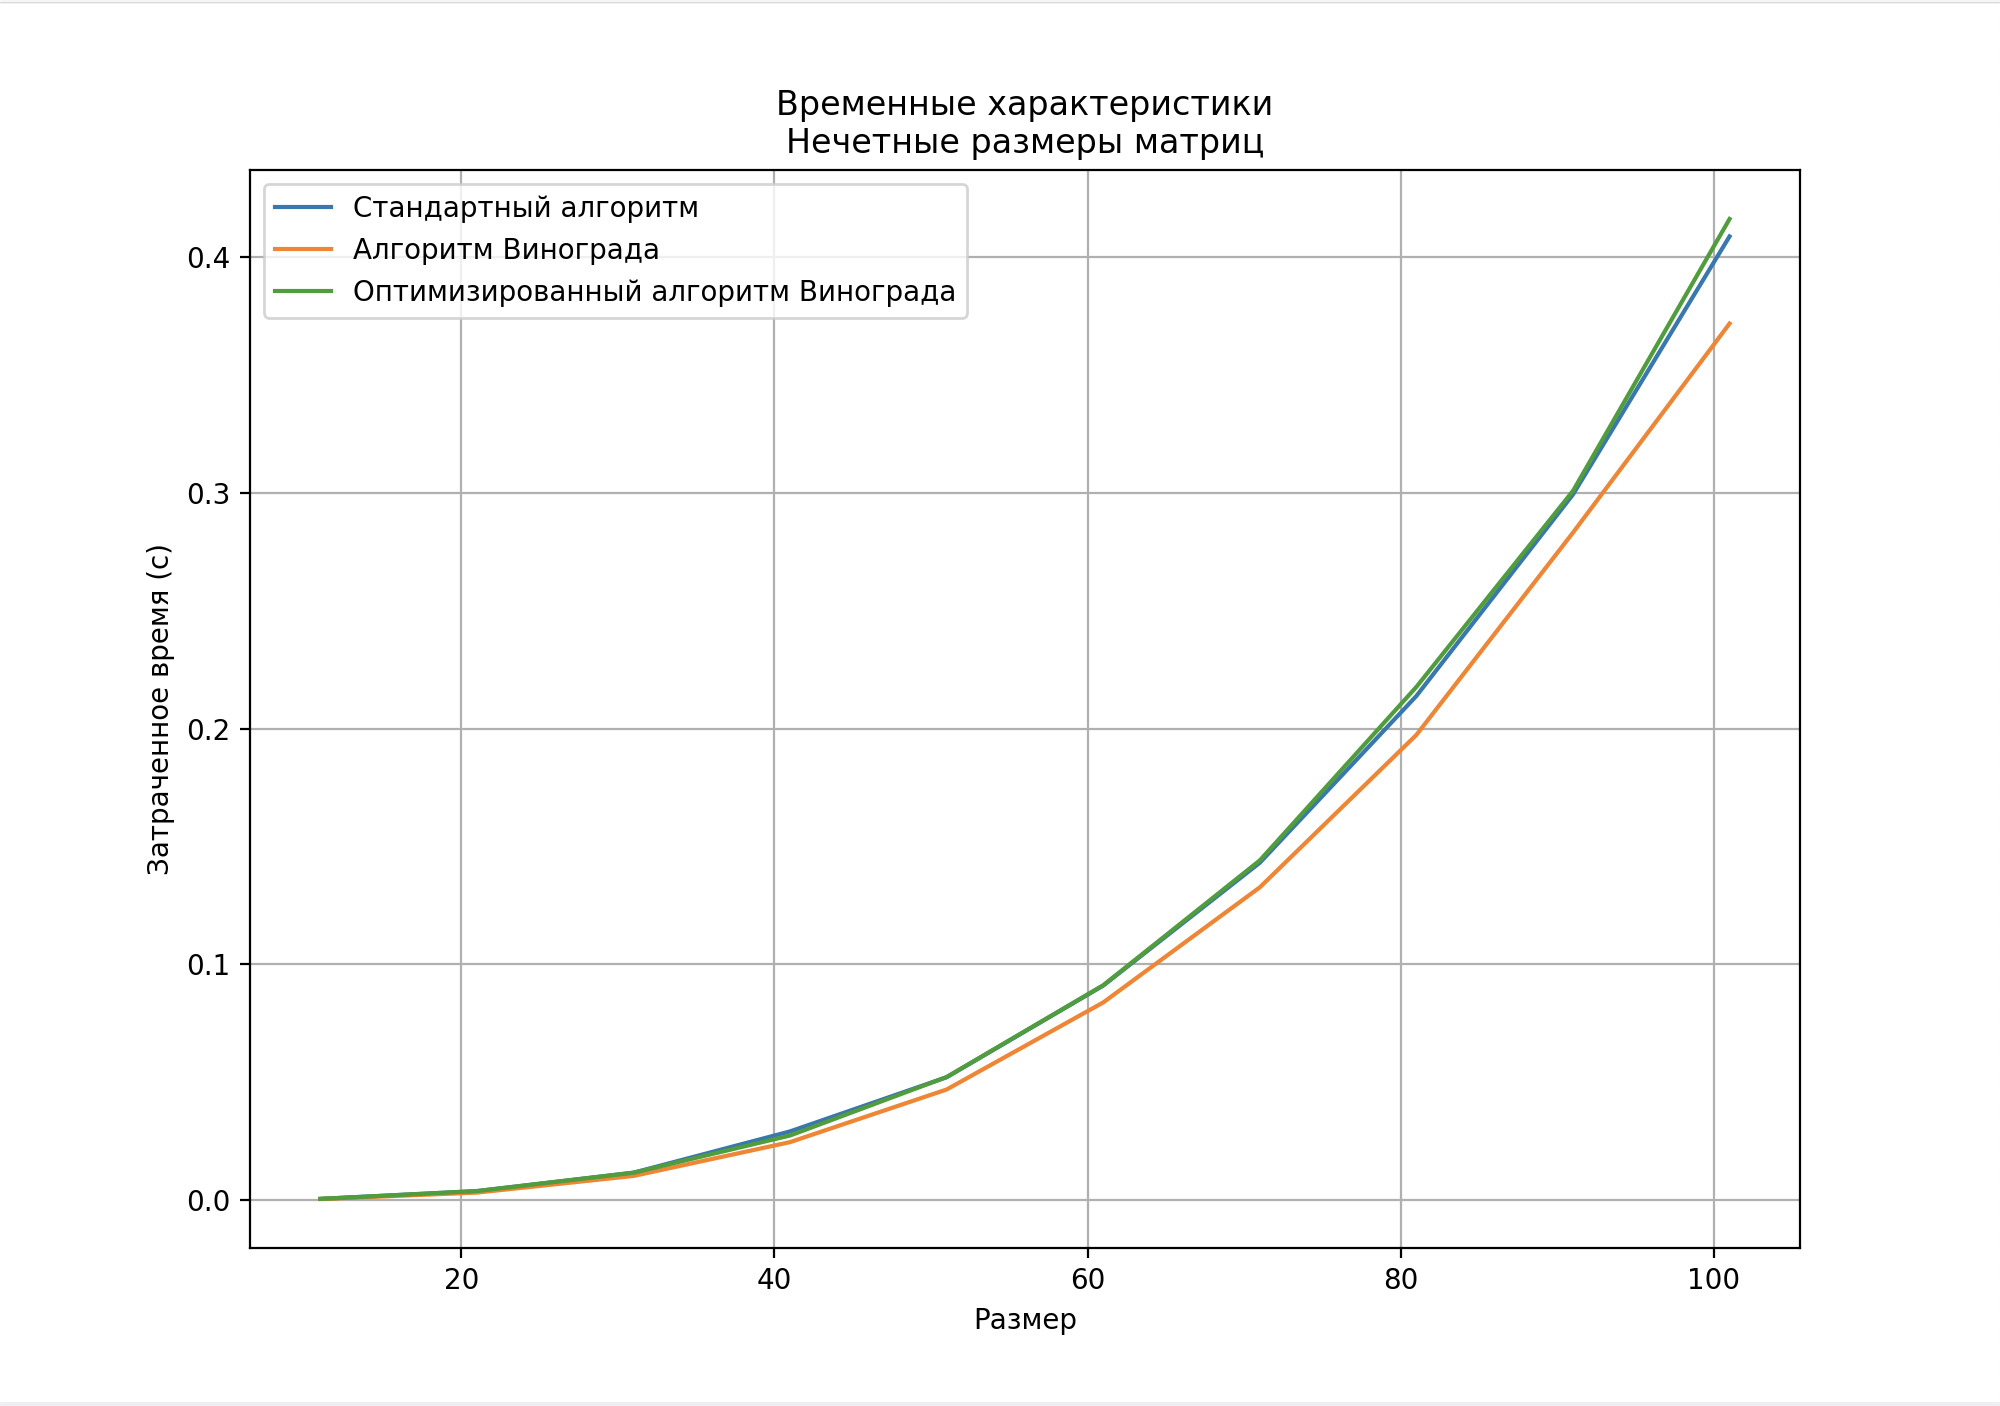 Временные характеристики
Нечетные размеры матриц
Стандартный алгоритм
Алгоритм Винограда
Оптимизированный алгоритм Винограда
0.4
0.3
0.2
0.1
0.0
Затраченное время (с)
20 40 60 80 100
Размер